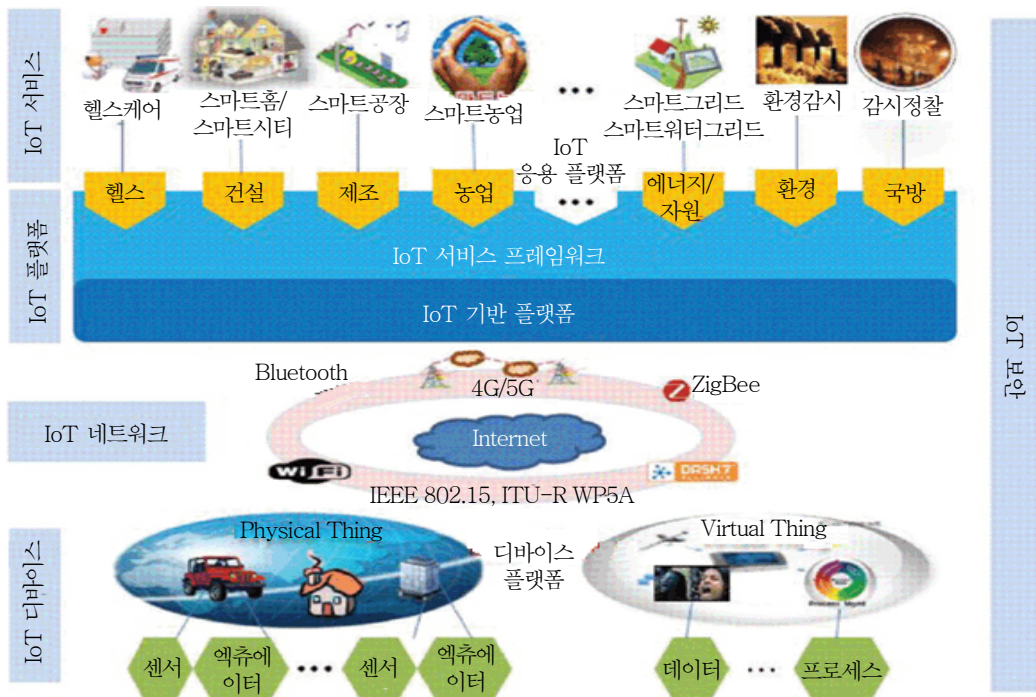 IoT 서비스
헬스케어
스마트홈/
스마트시티
스마트공장
스마트농업
...
스마트그리드
스마트워터그리드
환경감시
감시정찰
IoT
응용 플랫폼
헬스
건설
제조
농업
...
에너지/
자원
환경
국방
IoT 플랫폼
IoT 서비스 프레임워크
IoT 기반 플랫폼
IoT 보안
IoT 네트워크
Bluetooth
4G/5G
ZigBee
Internet
WiFi
DASH7
IEEE 802.15, ITU-R WP5A
IoT 디바이스
Physical Thing
디바이스
플랫폼
Virtual Thing
Process Mgmt
센서
엑츄에
이터
...
센서
엑츄에
이터
데이터
...
프로세스